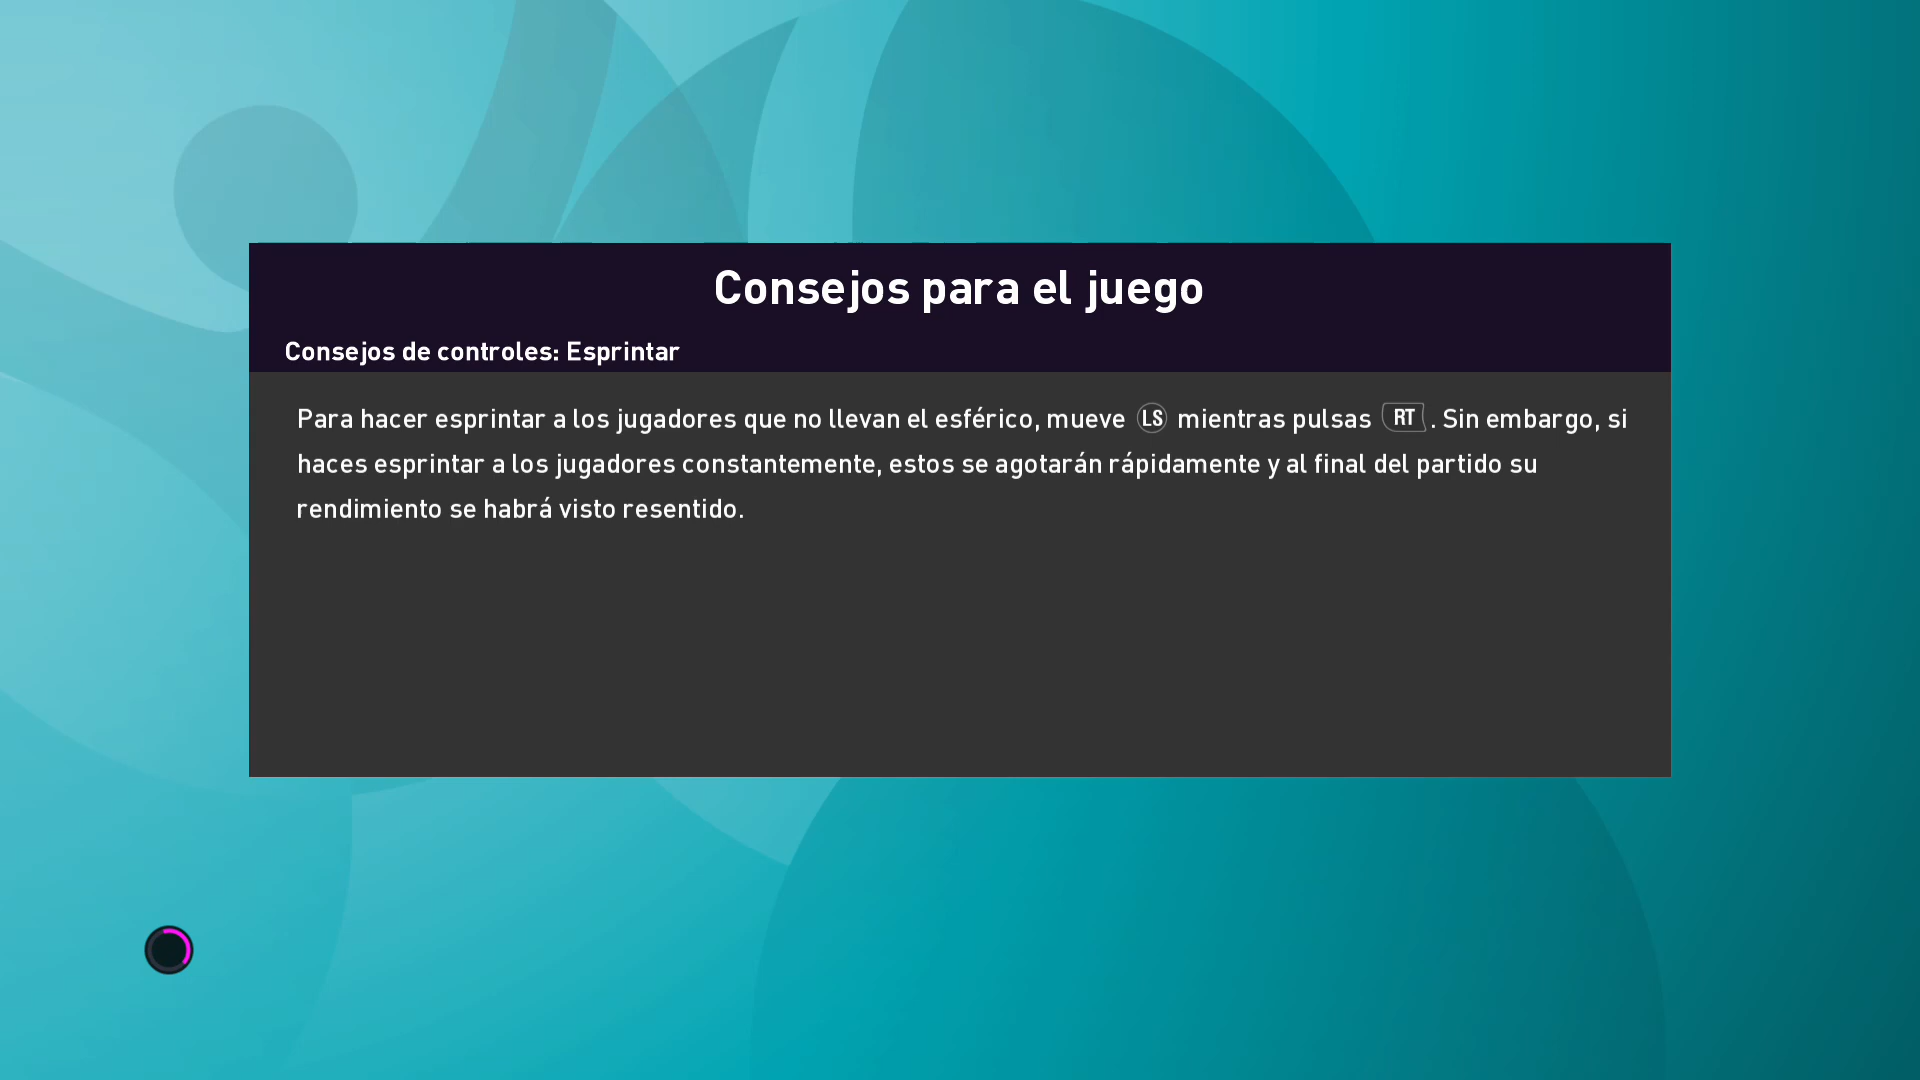 Consejos para el juego
Consejos de controles: Esprintar
Para hacer esprintar a los jugadores que no llevan el esférico, mueve LS mientras pulsas RT. Sin embargo, si
haces esprintar a los jugadores constantemente, estos se agotarán rápidamente y al final del partido su
rendimiento se habrá visto resentido.